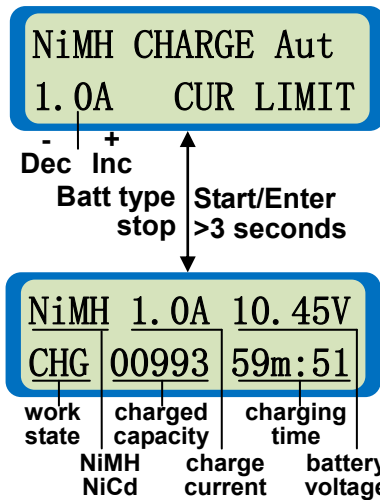 NiMH CHARGE Aut
1.0A CUR LIMIT
- +
Dec Inc
Batt type Start/Enter
stop >3 seconds
NiMH 1.0A 10.45V
CHG 00993 59m:51
work charged charging
state capacity time
NiMH charge battery
NiCd current voltage